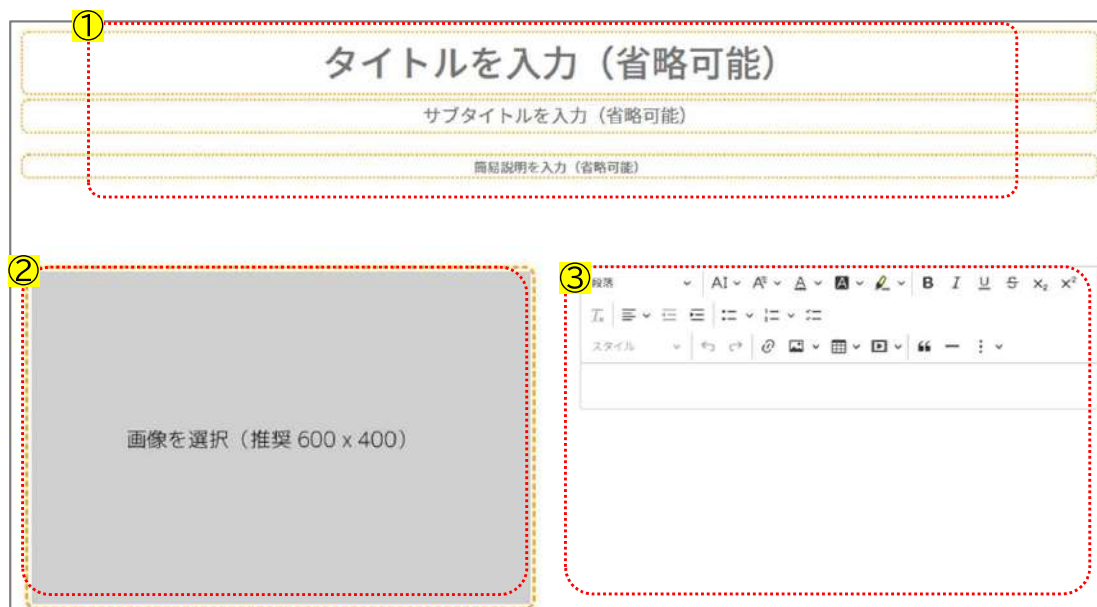 ①
タイトルを入力（省略可能）
サブタイトルを入力（省略可能）
簡易説明を入力（省略可能）
②
画像を選択（推奨 600 x 400）
③
段落
B I U S X₂ X²
スタイル